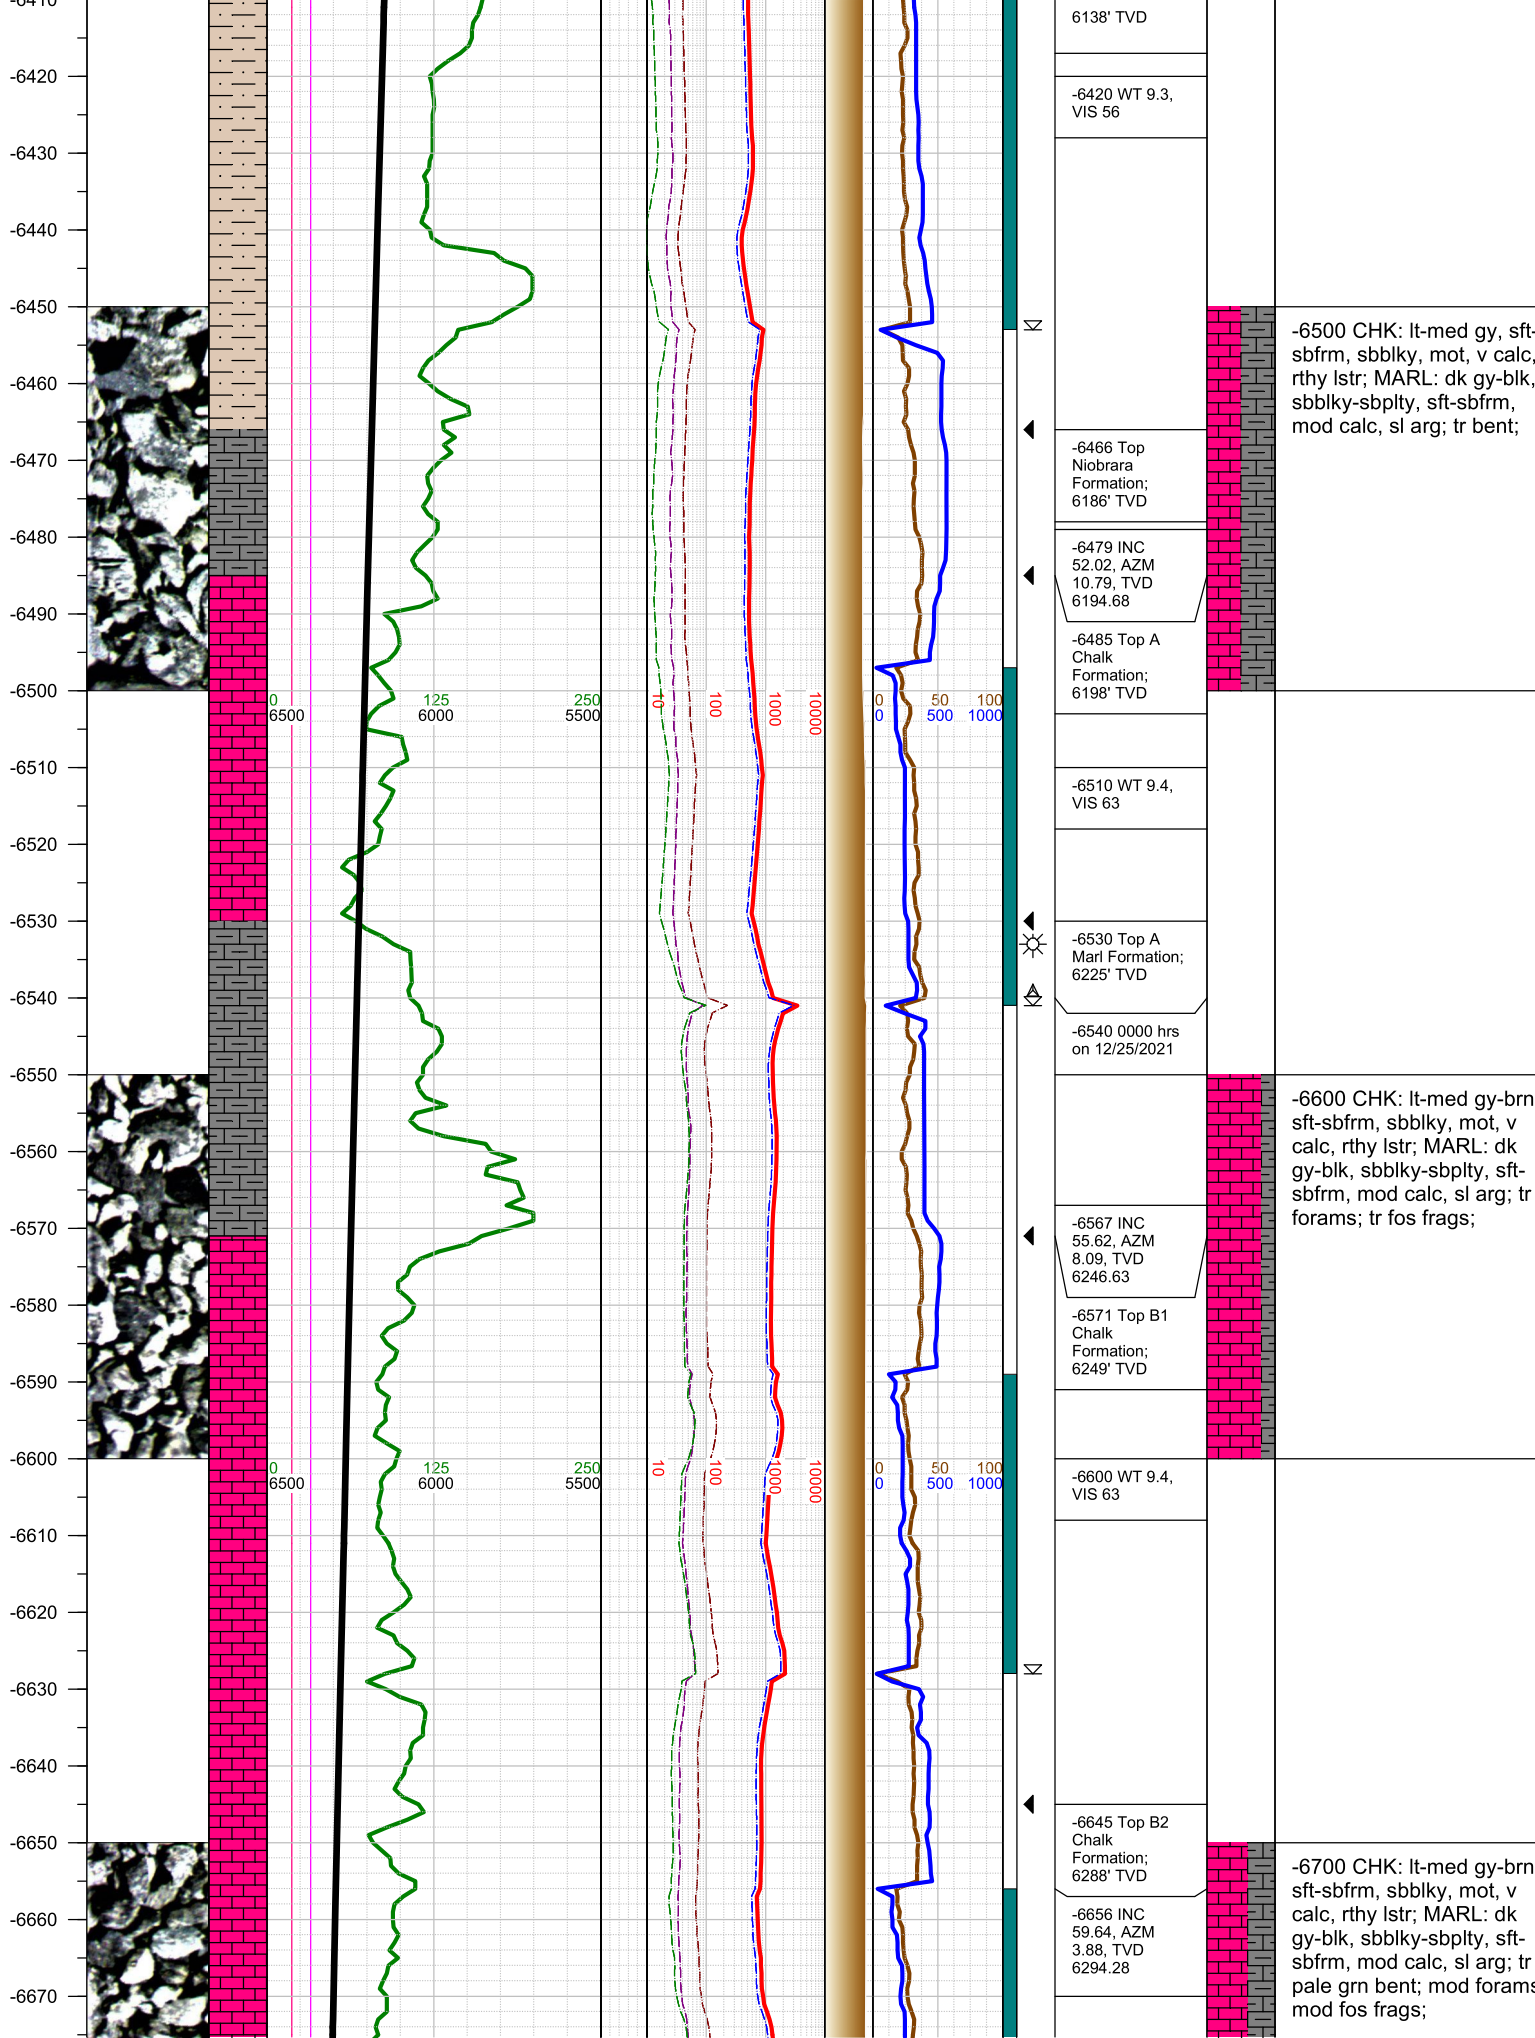 -6410
-6420
-6430
-6440
-6450
-6460
-6470
-6480
-6490
-6500
-6510
-6520
-6530
-6540
-6550
-6560
-6570
-6580
-6590
-6600
-6610
-6620
-6630
-6640
-6650
-6660
-6670
0 125 250
6500 6000 5500
10 100 1000 10000
0 50 100
0 500 1000
0 125 250
6500 6000 5500
10 100 1000 10000
0 50 100
0 500 1000
6138' TVD
-6420 WT 9.3,
VIS 56
-6466 Top
Niobrara
Formation;
6186' TVD
-6479 INC
52.02, AZM
10.79, TVD
6194.68
-6485 Top A
Chalk
Formation;
6198' TVD
-6510 WT 9.4,
VIS 63
-6530 Top A
Marl Formation;
6225' TVD
-6540 0000 hrs
on 12/25/2021
-6567 INC
55.62, AZM
8.09, TVD
6246.63
-6571 Top B1
Chalk
Formation;
6249' TVD
-6600 WT 9.4,
VIS 63
-6645 Top B2
Chalk
Formation;
6288' TVD
-6656 INC
59.64, AZM
3.88, TVD
6294.28
-6500 CHK: lt-med gy, sft-
sbfrm, sbblky, mot, v calc,
rthy lstr; MARL: dk gy-blk,
sbblky-sbplty, sft-sbfrm,
mod calc, sl arg; tr bent;
-6600 CHK: lt-med gy-brn
sft-sbfrm, sbblky, mot, v
calc, rthy lstr; MARL: dk
gy-blk, sbblky-sbplty, sft-
sbfrm, mod calc, sl arg; tr
forams; tr fos frags;
-6700 CHK: lt-med gy-brn
sft-sbfrm, sbblky, mot, v
calc, rthy lstr; MARL: dk
gy-blk, sbblky-sbplty, sft-
sbfrm, mod calc, sl arg; tr
pale grn bent; mod forams
mod fos frags;